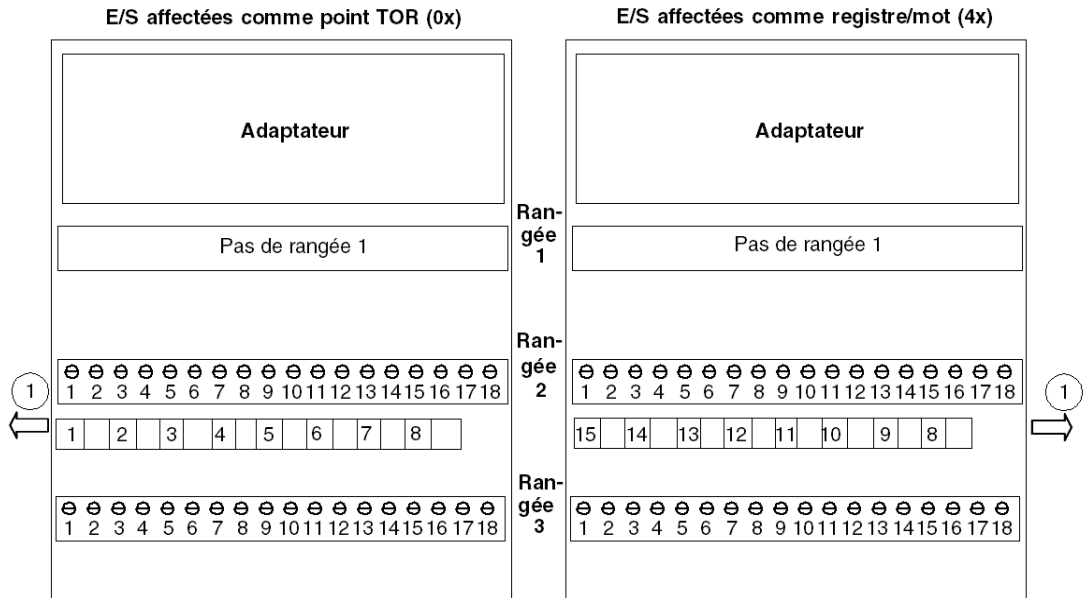 E/S affectées comme point TOR (0x)
E/S affectées comme registre/mot (4x)
Adaptateur
Adaptateur
Ran-
gée
1
Pas de rangée 1
Pas de rangée 1
Ran-
gée
2
1 2 3 4 5 6 7 8 9 10 11 12 13 14 15 16 17 18
1 2 3 4 5 6 7 8 9 10 11 12 13 14 15 16 17 18
1
1 2 3 4 5 6 7 8
15 14 13 12 11 10 9 8
1
Ran-
gée
3
1 2 3 4 5 6 7 8 9 10 11 12 13 14 15 16 17 18
1 2 3 4 5 6 7 8 9 10 11 12 13 14 15 16 17 18